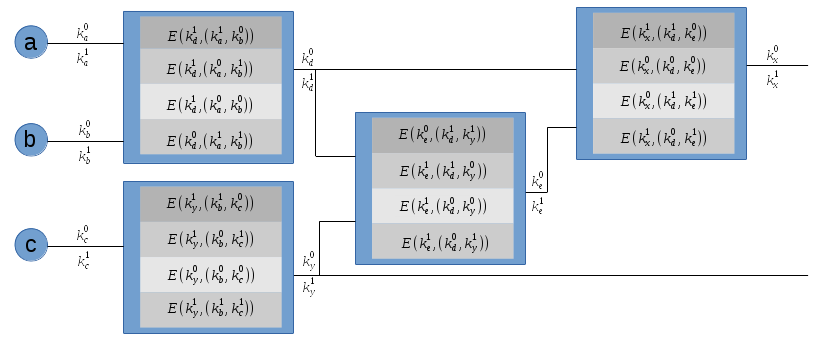 a
k_a^0
k_a^1
b
k_b^0
k_b^1
c
k_c^0
k_c^1
E(k_d^1,(k_a^1,k_b^0))
E(k_d^1,(k_a^0,k_b^1))
E(k_d^1,(k_a^0,k_b^0))
E(k_d^0,(k_a^1,k_b^1))
k_d^0
k_d^1
E(k_y^1,(k_b^1,k_c^0))
E(k_y^1,(k_b^0,k_c^1))
E(k_y^0,(k_b^0,k_c^0))
E(k_y^1,(k_b^1,k_c^1))
k_y^0
k_y^1
E(k_e^0,(k_d^1,k_y^1))
E(k_e^1,(k_d^1,k_y^0))
E(k_e^1,(k_d^0,k_y^0))
E(k_e^1,(k_d^0,k_y^1))
k_e^0
k_e^1
E(k_x^1,(k_d^1,k_e^0))
E(k_x^0,(k_d^0,k_e^0))
E(k_x^0,(k_d^1,k_e^1))
E(k_x^1,(k_d^0,k_e^1))
k_x^0
k_x^1